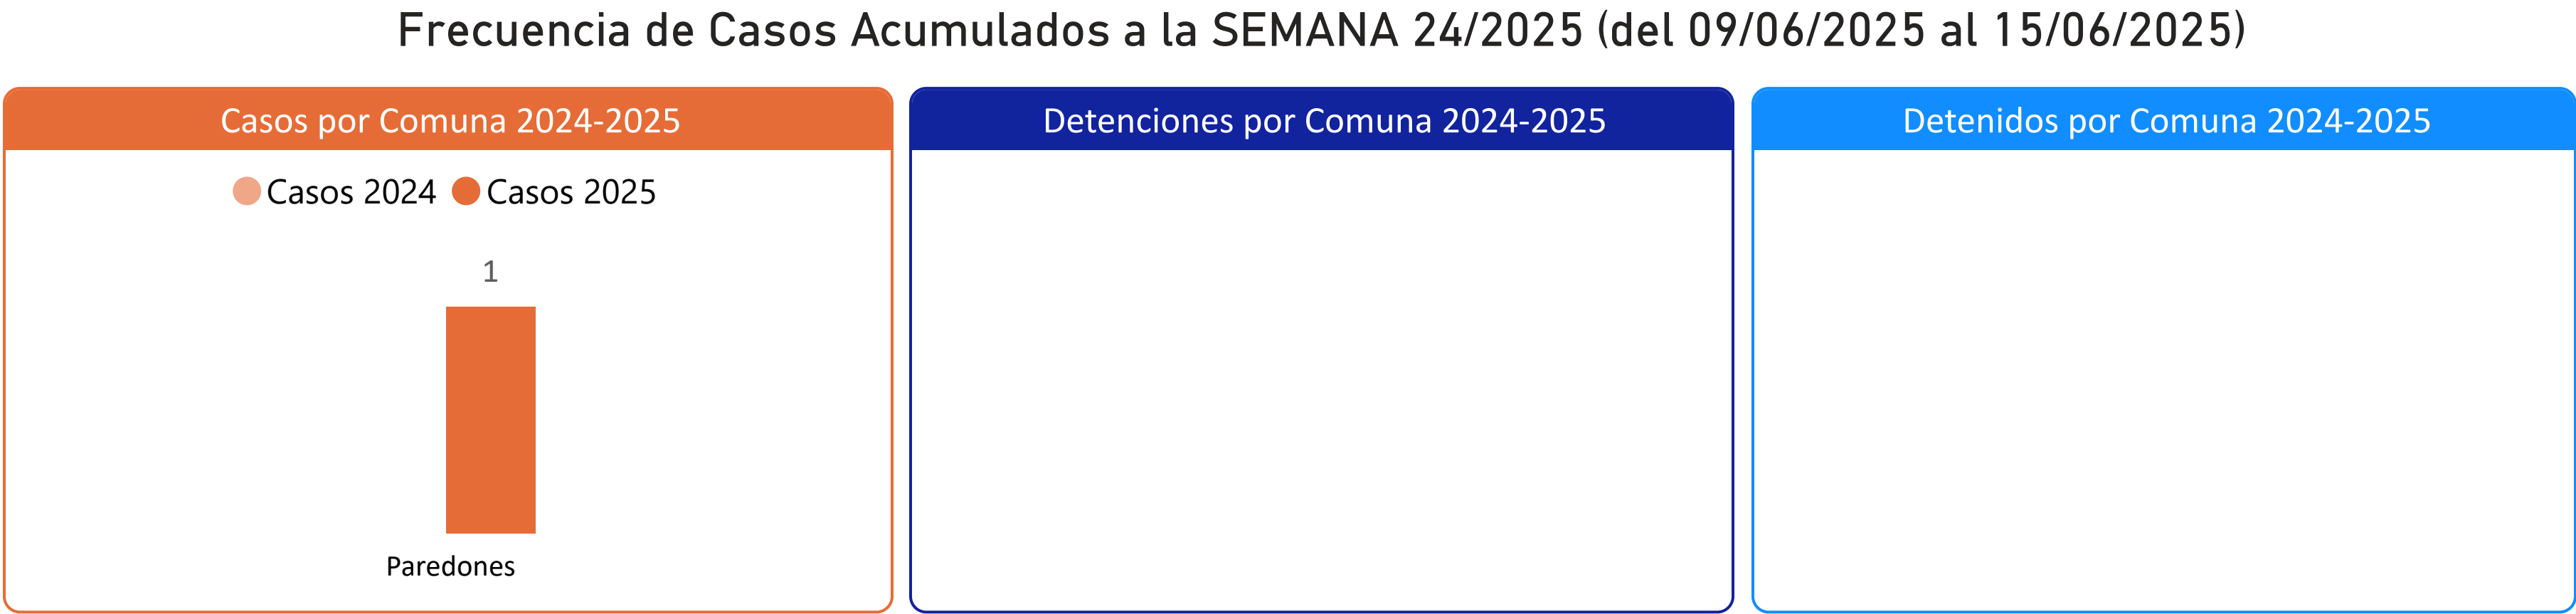 Frecuencia de Casos Acumulados a la SEMANA 24/2025 (del 09/06/2025 al 15/06/2025)
Casos por Comuna 2024-2025
Casos 2024 Casos 2025
1
Paredones
Detenciones por Comuna 2024-2025
Detenidos por Comuna 2024-2025